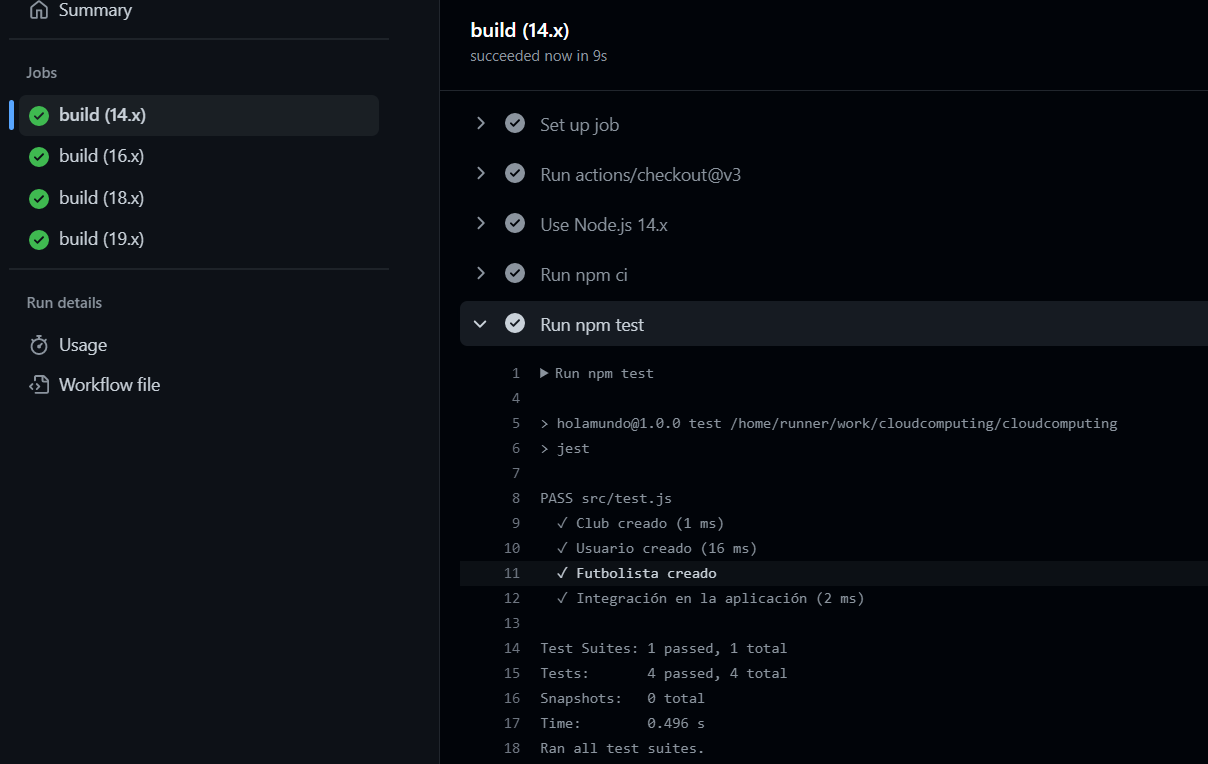 Summary
Jobs
build (14.x)
build (16.x)
build (18.x)
build (19.x)
Run details
Usage
Workflow file
build (14.x)
succeeded now in 9s
Set up job
Run actions/checkout@v3
Use Node.js 14.x
Run npm ci
Run npm test
1 ▶ Run npm test
4
5 > holamundo@1.0.0 test /home/runner/work/cloudcomputing/cloudcomputing
6 > jest
7
8 PASS src/test.js
9 ✓ Club creado (1 ms)
10 ✓ Usuario creado (16 ms)
11 ✓ Futbolista creado
12 ✓ Integración en la aplicación (2 ms)
13
14 Test Suites: 1 passed, 1 total
15 Tests: 4 passed, 4 total
16 Snapshots: 0 total
17 Time: 0.496 s
18 Ran all test suites.